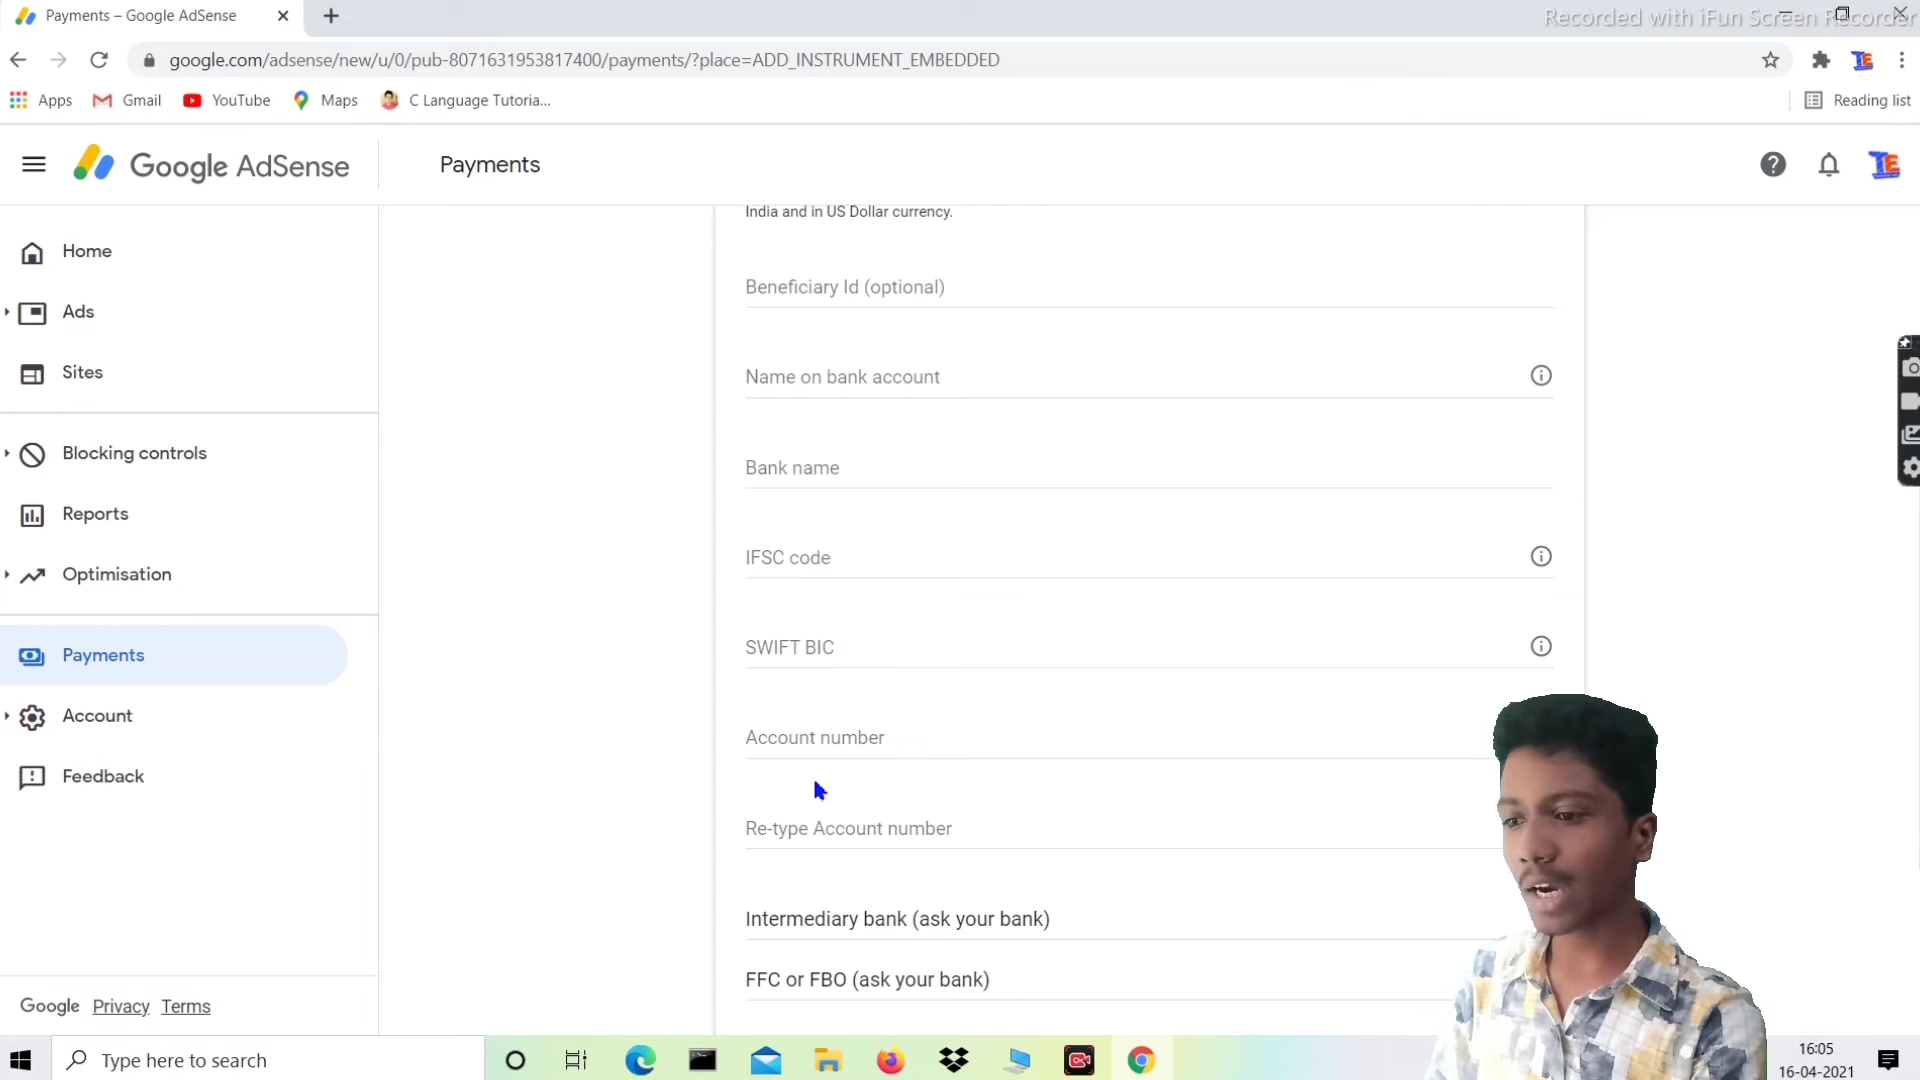 Payments – Google AdSense
Recorded with iFun Screen Recorder
google.com/adsense/new/u/0/pub-8071631953817400/payments/?place=ADD_INSTRUMENT_EMBEDDED
Apps
Gmail
YouTube
Maps
C Language Tutoria...
Reading list
Google AdSense
Payments
Home
Ads
Sites
Blocking controls
Reports
Optimisation
Payments
Account
Feedback
Google Privacy Terms
India and in US Dollar currency.
Beneficiary Id (optional)
Name on bank account
Bank name
IFSC code
SWIFT BIC
Account number
Re-type Account number
Intermediary bank (ask your bank)
FFC or FBO (ask your bank)
Type here to search
16:05
16-04-2021